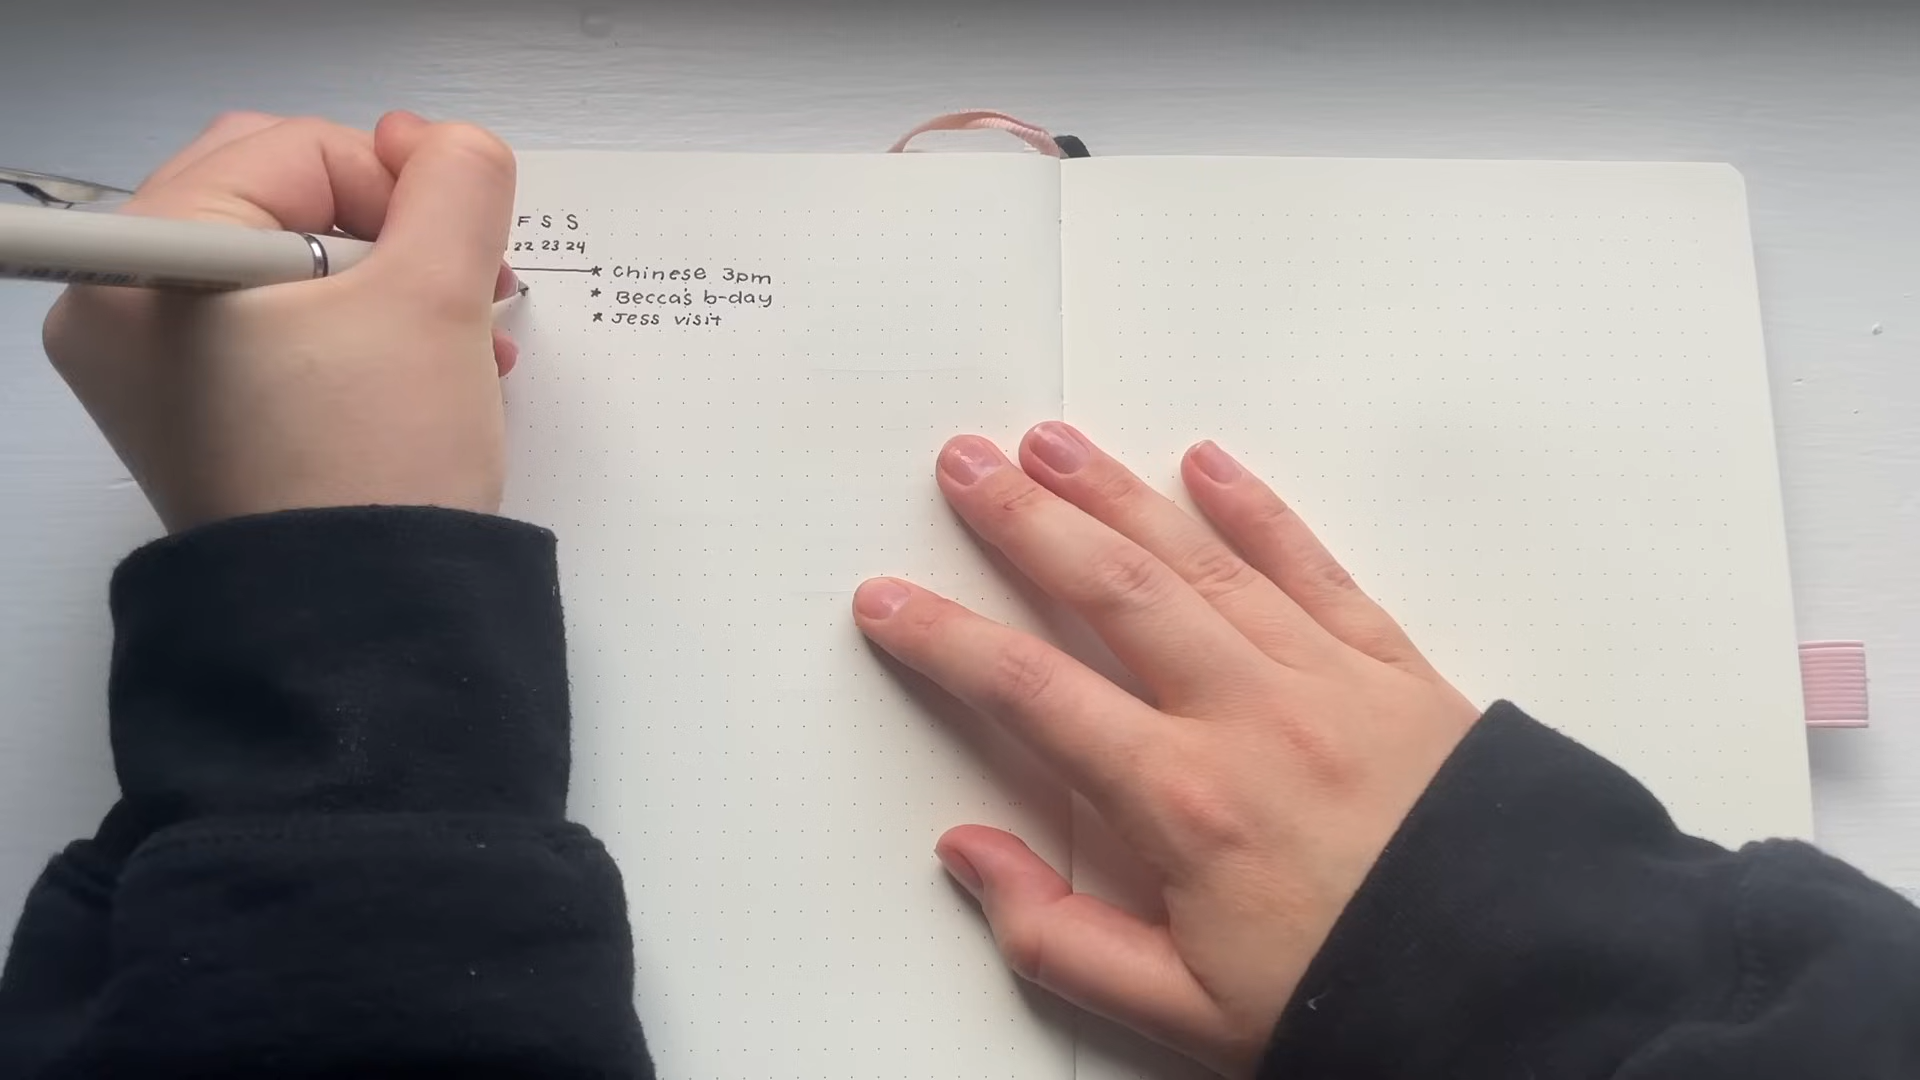 F S S
22 23 24
* Chinese 3pm
* Becca's b-day
* Jess visit